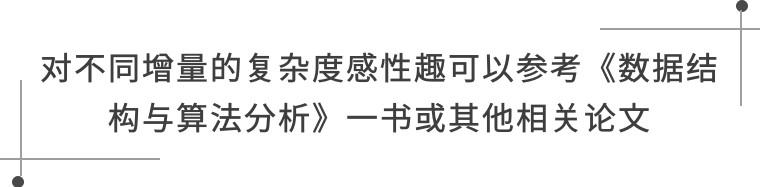 对不同增量的复杂度感性趣可以参考《数据结
构与算法分析》一书或其他相关论文